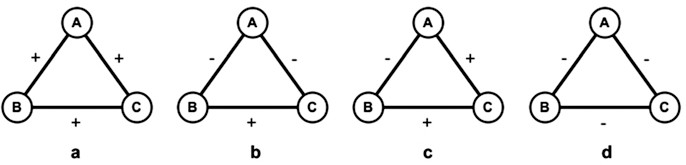 A A A A
+ + - - - + - -
B C B C B C B C
+ + + -
a b c d